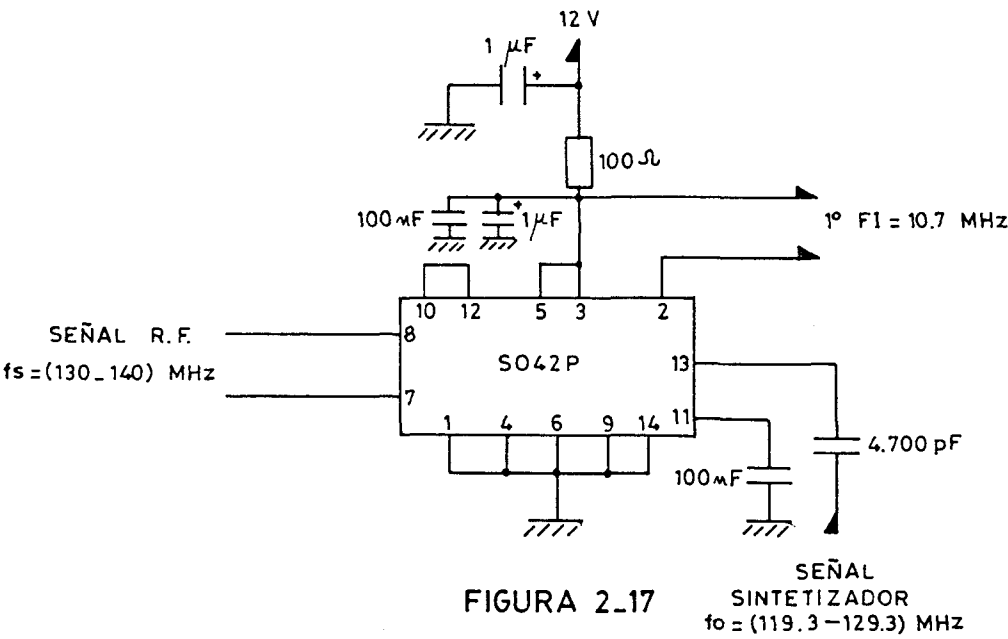 12 V
1 µF
+
100 Ω
100 nF
+
1 µF
1º FI = 10.7 MHz
10 12 5 3 2
SEÑAL R.F.
fs = (130_140) MHz
8
7
SO42P
13
11
1 4 6 9 14
4.700 pF
100 nF
FIGURA 2_17
SEÑAL
SINTETIZADOR
fo = (119.3-129.3) MHz